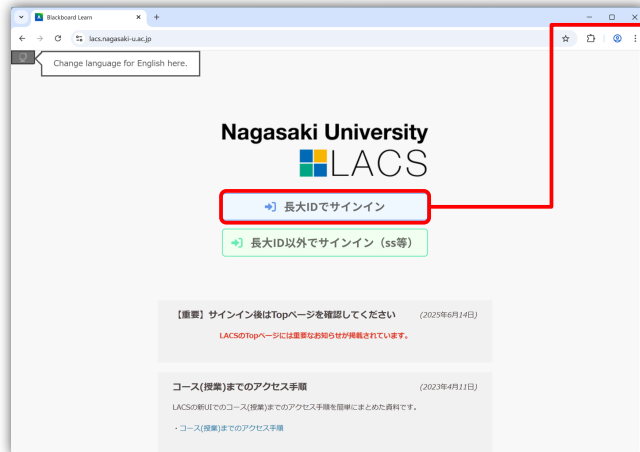 Blackboard Learn
lacs.nagasaki-u.ac.jp
Change language for English here.
Nagasaki University
LACS
長大IDでサインイン
長大ID以外でサインイン（ss等）
【重要】サインイン後はTopページを確認してください (2025年6月14日)
LACSのTopページには重要なお知らせが掲載されています。
コース(授業)までのアクセス手順 (2023年4月11日)
LACSの新UIでのコース(授業)までのアクセス手順を簡単にまとめた資料です。
・コース(授業)までのアクセス手順